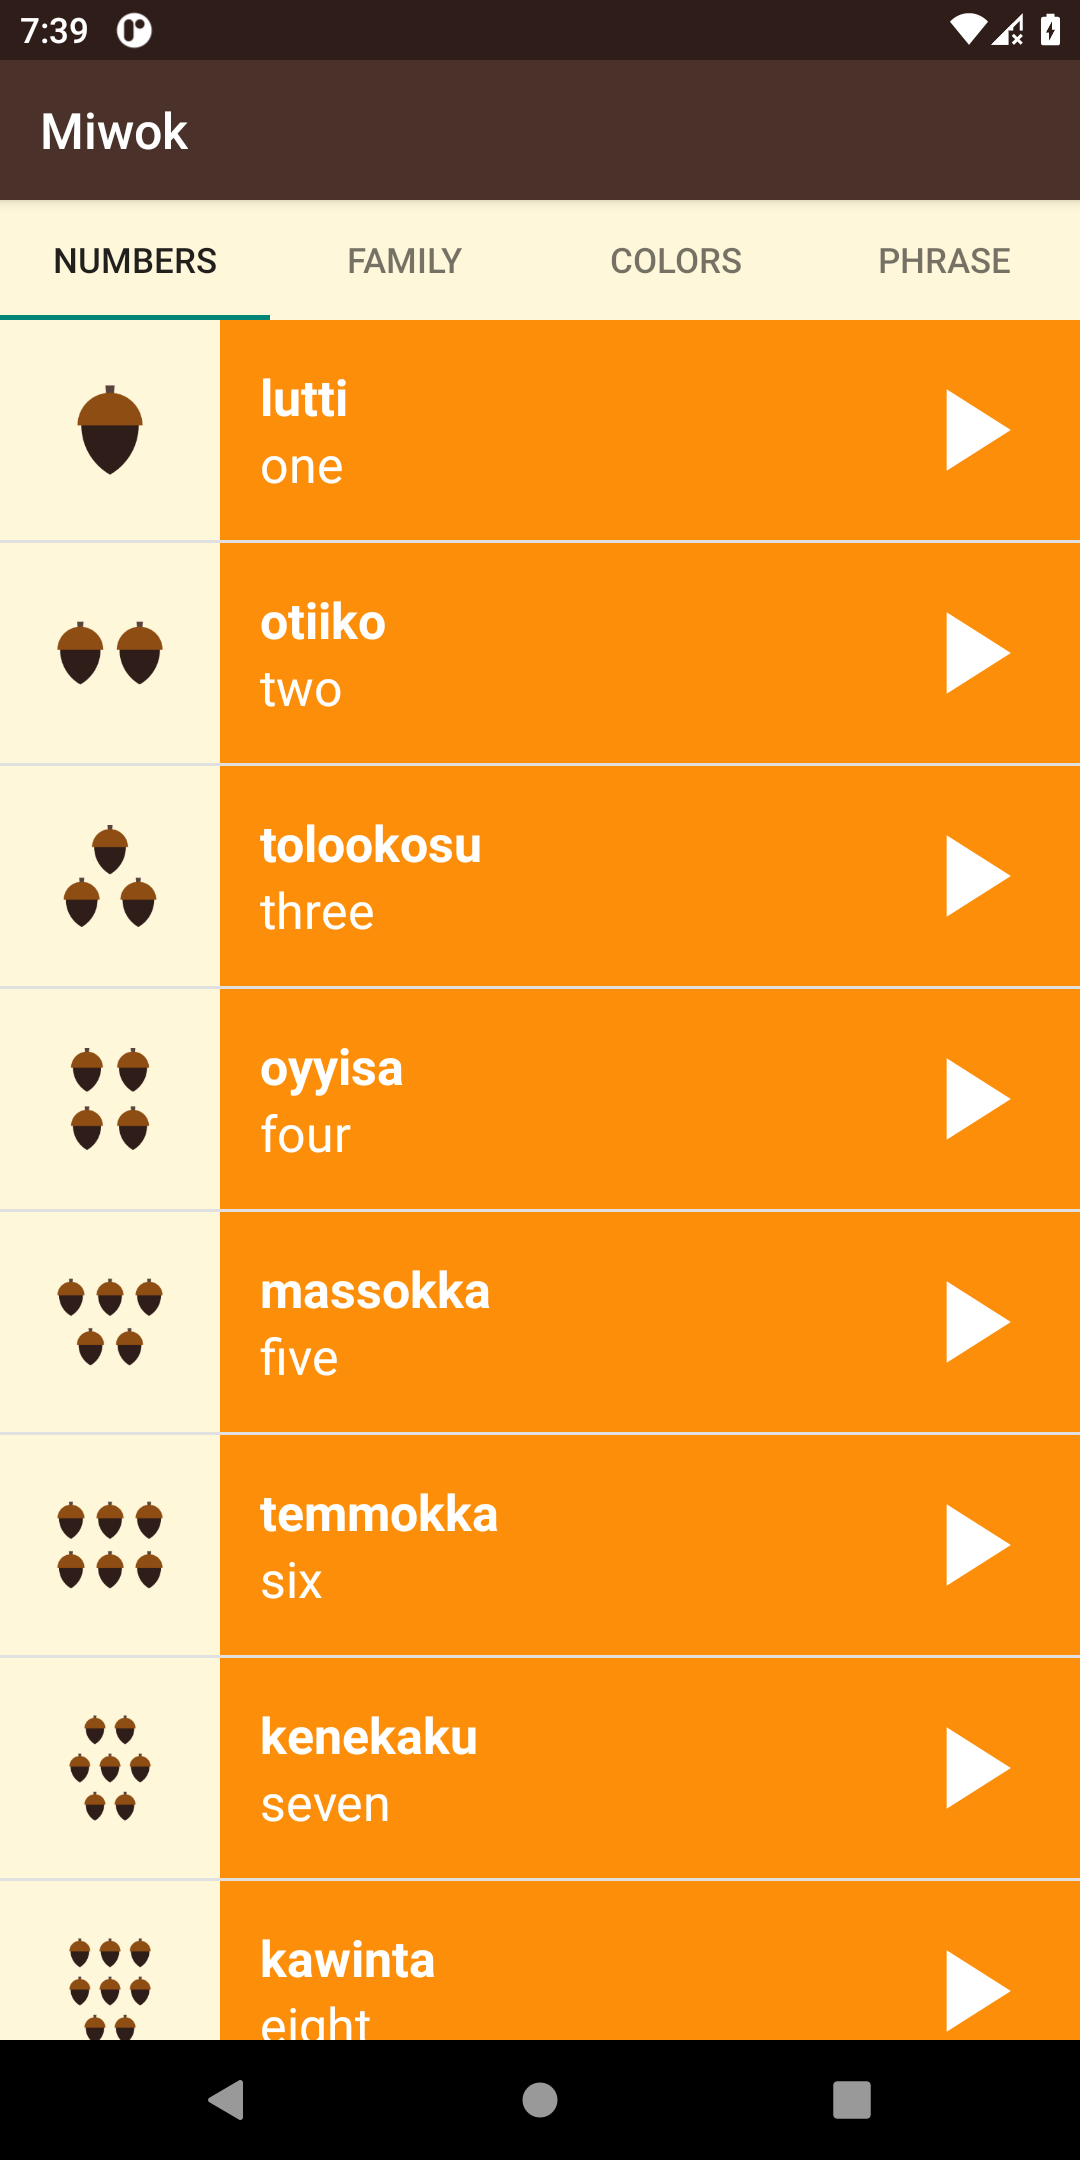 7:39
Miwok
NUMBERS FAMILY COLORS PHRASE
lutti
one
otiiko
two
tolookosu
three
oyyisa
four
massokka
five
temmokka
six
kenekaku
seven
kawinta
eight